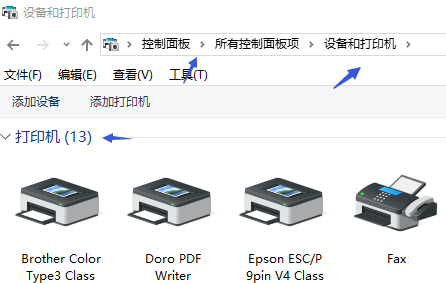 设备和打印机
控制面板 所有控制面板项 设备和打印机
文件(F) 编辑(E) 查看(V) 工具(T)
添加设备 添加打印机
打印机 (13)
Brother Color Type3 Class
Doro PDF Writer
Epson ESC/P 9pin V4 Class
Fax